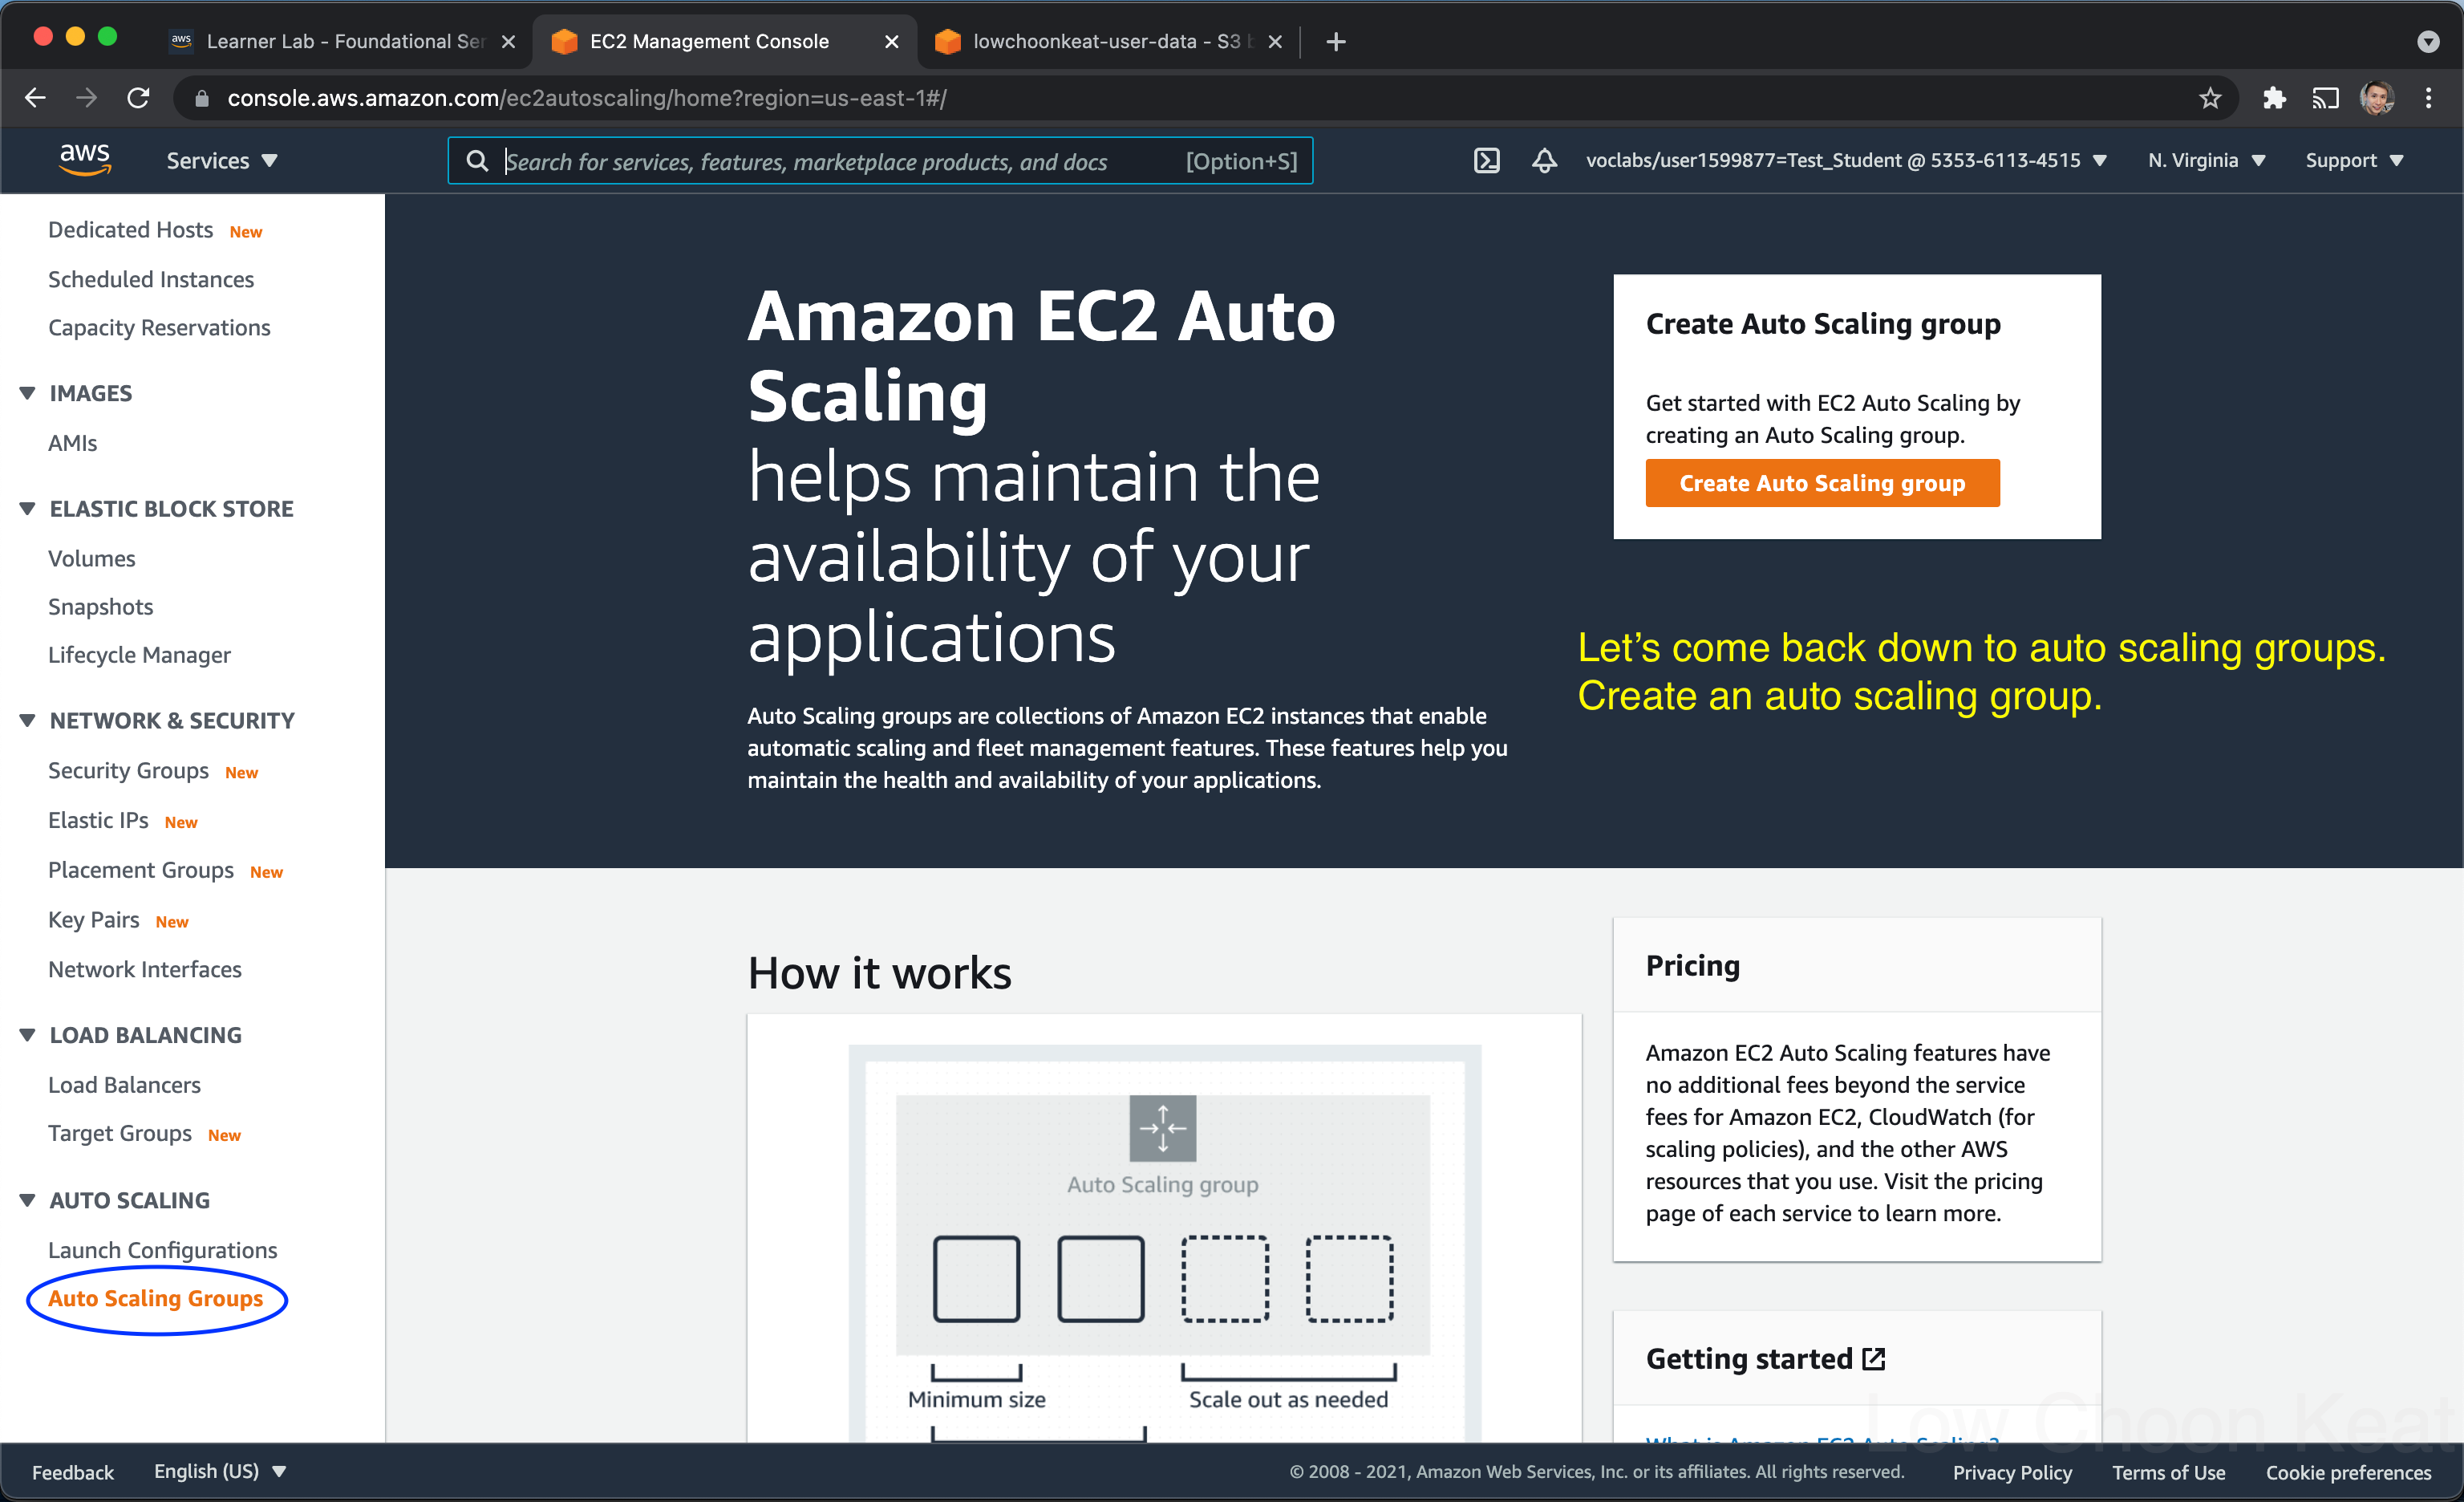 aws Learner Lab - Foundational Ser
EC2 Management Console
lowchoonkeat-user-data - S3 b
console.aws.amazon.com/ec2autoscaling/home?region=us-east-1#/
aws
Services
Search for services, features, marketplace products, and docs
[Option+S]
voclabs/user1599877=Test_Student @ 5353-6113-4515
N. Virginia
Support
Dedicated Hosts New
Scheduled Instances
Capacity Reservations
IMAGES
AMIs
ELASTIC BLOCK STORE
Volumes
Snapshots
Lifecycle Manager
NETWORK & SECURITY
Security Groups New
Elastic IPs New
Placement Groups New
Key Pairs New
Network Interfaces
LOAD BALANCING
Load Balancers
Target Groups New
AUTO SCALING
Launch Configurations
Auto Scaling Groups
Amazon EC2 Auto
Scaling
helps maintain the
availability of your
applications
Auto Scaling groups are collections of Amazon EC2 instances that enable
automatic scaling and fleet management features. These features help you
maintain the health and availability of your applications.
Create Auto Scaling group
Get started with EC2 Auto Scaling by
creating an Auto Scaling group.
Create Auto Scaling group
Let's come back down to auto scaling groups.
Create an auto scaling group.
How it works
Auto Scaling group
Minimum size
Scale out as needed
Pricing
Amazon EC2 Auto Scaling features have
no additional fees beyond the service
fees for Amazon EC2, CloudWatch (for
scaling policies), and the other AWS
resources that you use. Visit the pricing
page of each service to learn more.
Getting started
What is Amazon EC2 Auto Scaling?
Low Choon Keat
Feedback
English (US)
© 2008 - 2021, Amazon Web Services, Inc. or its affiliates. All rights reserved.
Privacy Policy
Terms of Use
Cookie preferences